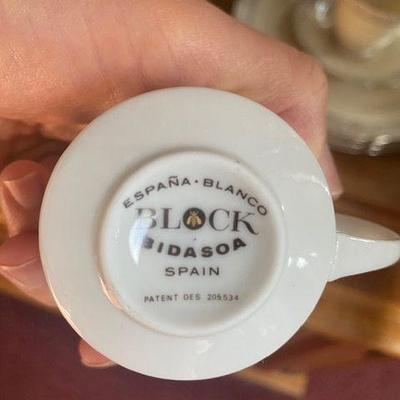 ESPAÑA · BLANCO
BLOCK
BIDASOA
SPAIN
PATENT DES 205534